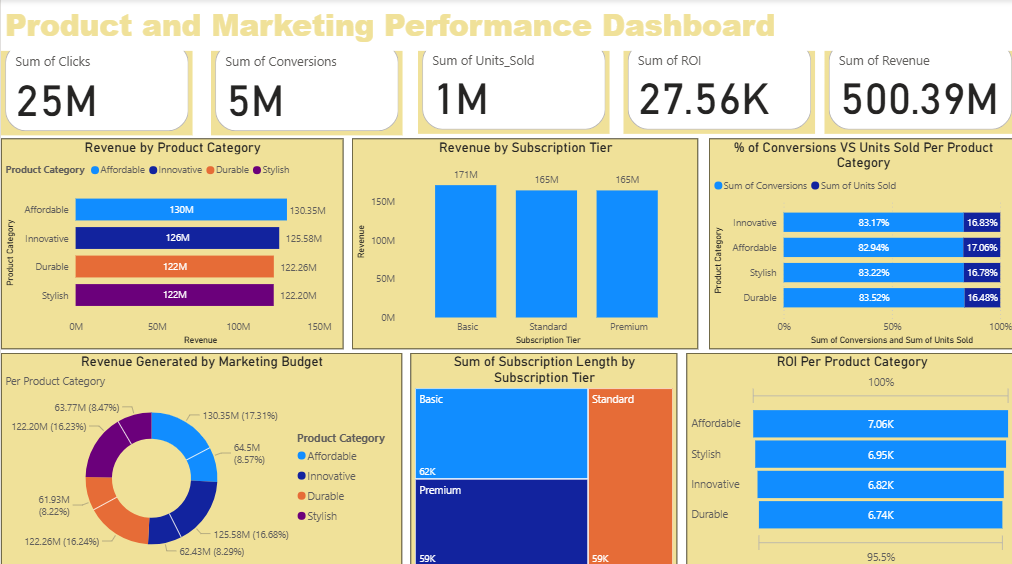 Product and Marketing Performance Dashboard
Sum of Clicks
25M
Sum of Conversions
5M
Sum of Units_Sold
1M
Sum of ROI
27.56K
Sum of Revenue
500.39M
Revenue by Product Category
Product Category Affordable Innovative Durable Stylish
Product Category
Affordable 130M 130.35M
Innovative 126M 125.58M
Durable 122M 122.26M
Stylish 122M 122.20M
0M 50M 100M 150M
Revenue
Revenue by Subscription Tier
Revenue
150M
100M
50M
0M
171M 165M 165M
Basic Standard Premium
Subscription Tier
% of Conversions VS Units Sold Per Product
Category
Sum of Conversions Sum of Units Sold
Product Category
Innovative 83.17% 16.83%
Affordable 82.94% 17.06%
Stylish 83.22% 16.78%
Durable 83.52% 16.48%
0% 50% 100%
Sum of Conversions and Sum of Units Sold
Revenue Generated by Marketing Budget
Per Product Category
63.77M (8.47%)
130.35M (17.31%)
122.20M (16.23%)
64.5M
(8.57%)
61.93M
(8.22%)
125.58M (16.68%)
122.26M (16.24%)
62.43M (8.29%)
Product Category
Affordable
Innovative
Durable
Stylish
Sum of Subscription Length by
Subscription Tier
Basic
62K
Premium
59K
Standard
59K
ROI Per Product Category
100%
Affordable 7.06K
Stylish 6.95K
Innovative 6.82K
Durable 6.74K
95.5%